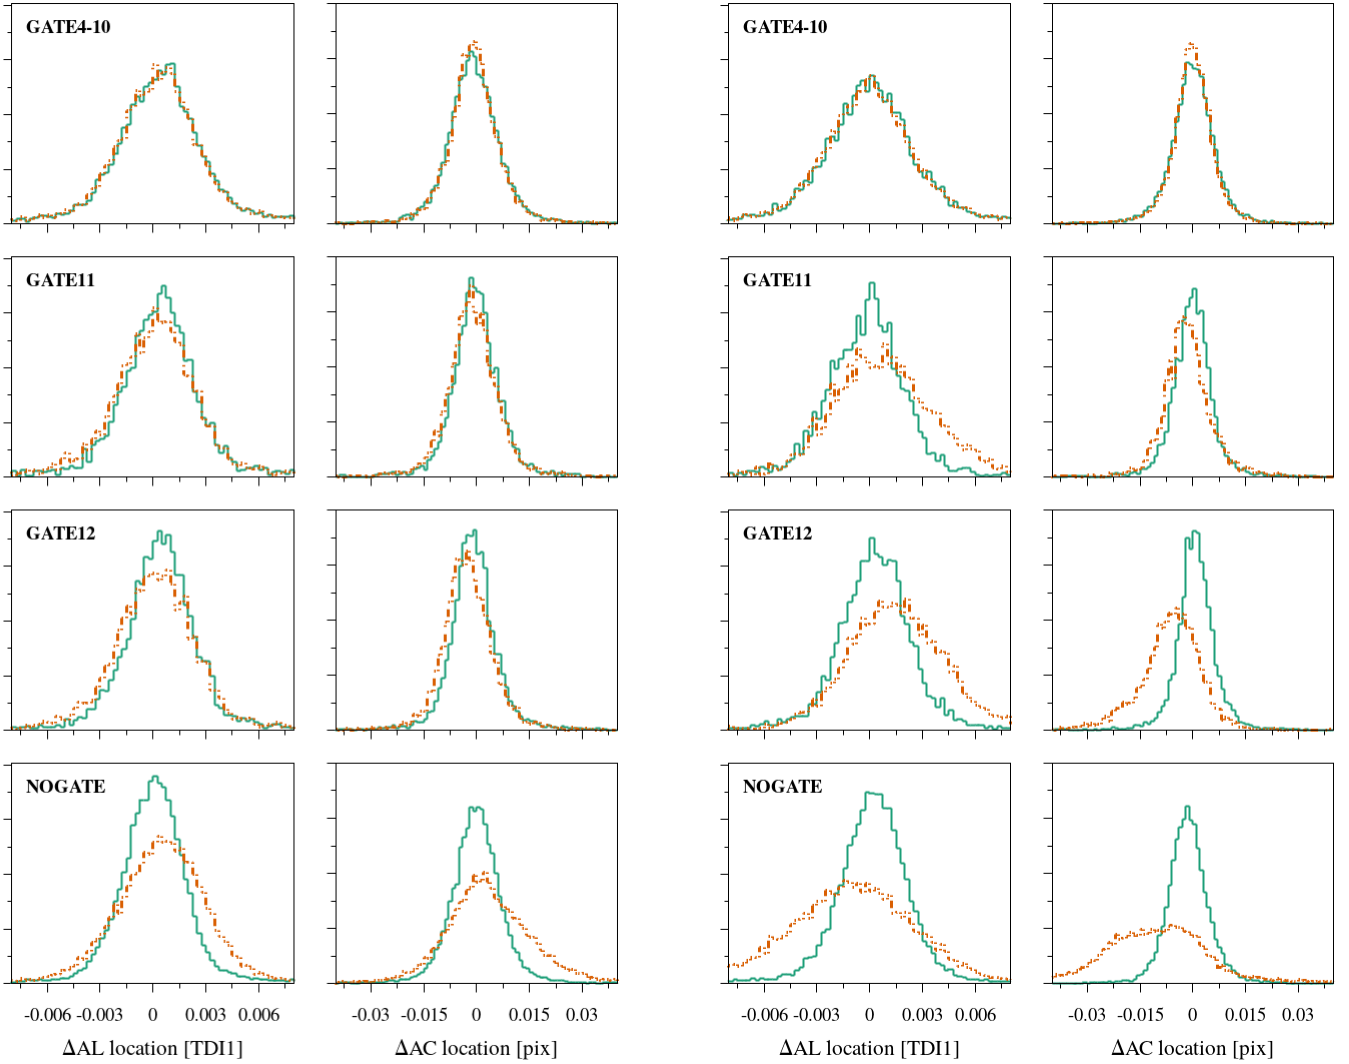 GATE4-10 GATE4-10
GATE11 GATE11
GATE12 GATE12
NOGATE NOGATE
-0.006 -0.003 0 0.003 0.006 -0.03 -0.015 0 0.015 0.03 -0.006 -0.003 0 0.003 0.006 -0.03 -0.015 0 0.015 0.03
ΔAL location [TDI1] ΔAC location [pix] ΔAL location [TDI1] ΔAC location [pix]